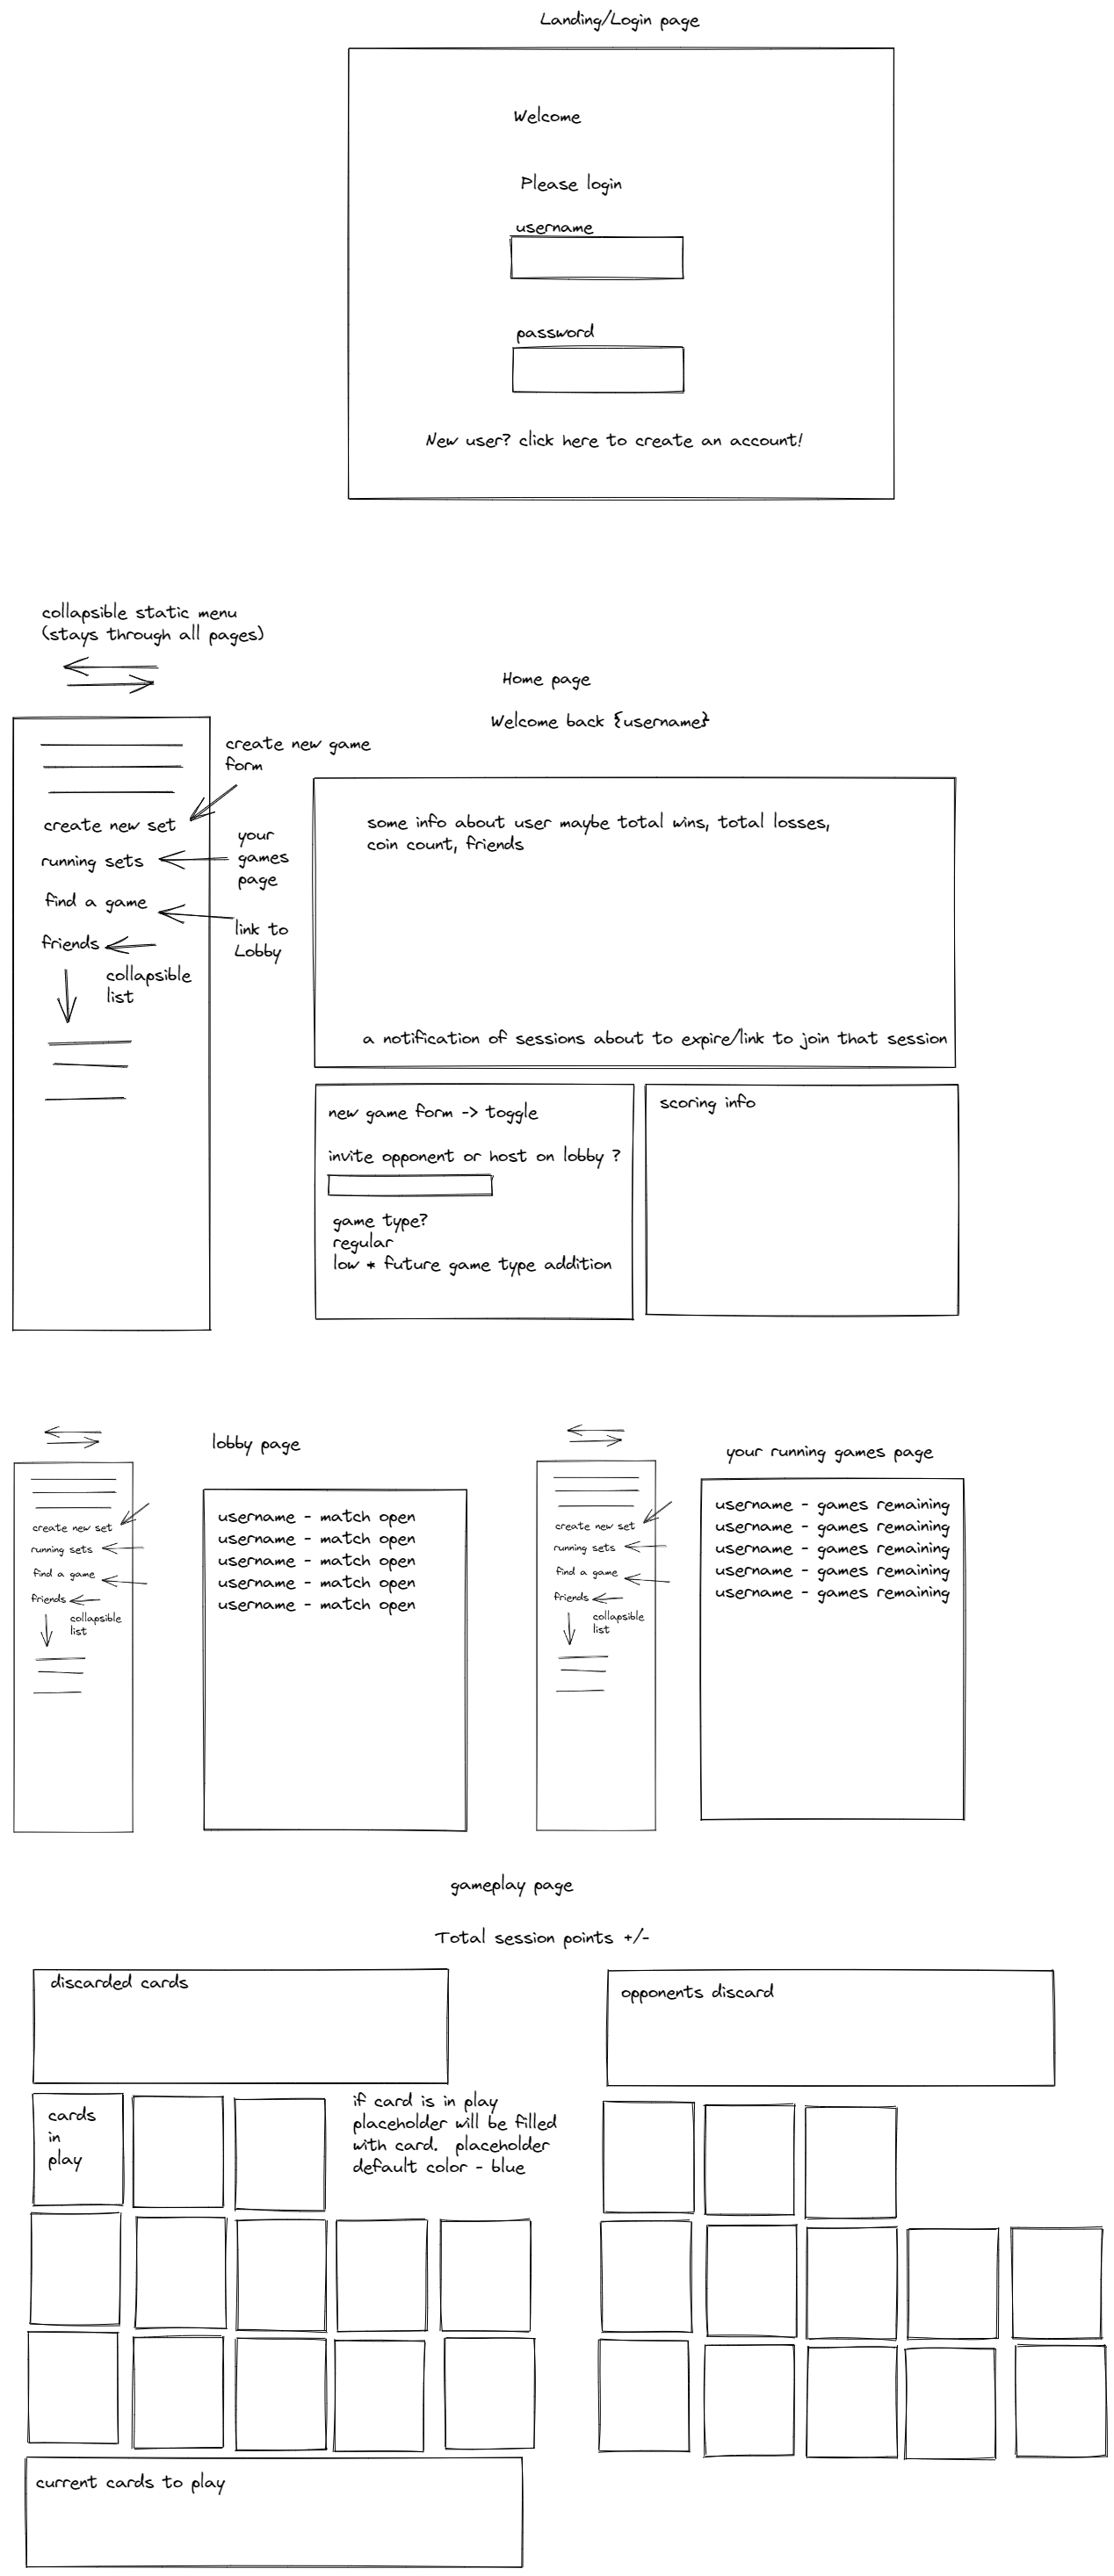 Landing/Login page
Welcome
Please login
username
password
New user? click here to create an account!
collapsible static menu
(stays through all pages)
Home page
Welcome back {username}
create new game
form
create new set
your
games
page
running sets
find a game
link to
Lobby
friends
collapsible
list
some info about user maybe total wins, total losses,
coin count, friends
a notification of sessions about to expire/link to join that session
new game form -> toggle
invite opponent or host on lobby ?
game type?
regular
low * future game type addition
scoring info
lobby page
create new set
running sets
find a game
friends
collapsible
list
username - match open
username - match open
username - match open
username - match open
username - match open
your running games page
create new set
running sets
find a game
friends
collapsible
list
username - games remaining
username - games remaining
username - games remaining
username - games remaining
username - games remaining
gameplay page
Total session points +/-
discarded cards
opponents discard
cards
in
play
if card is in play
placeholder will be filled
with card. placeholder
default color - blue
current cards to play